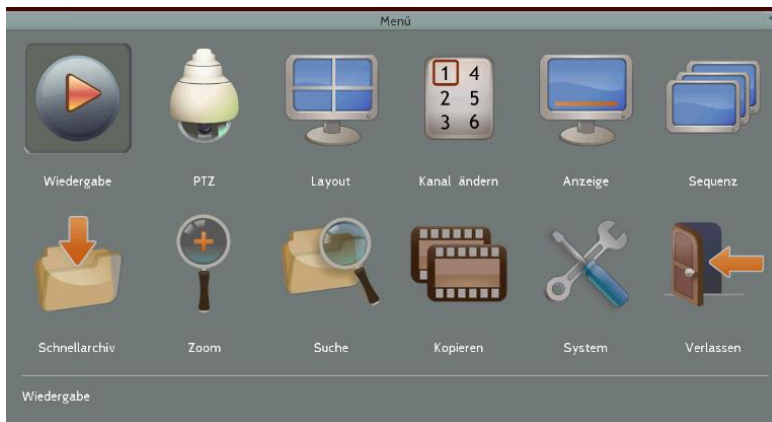 Menü
Wiedergabe PTZ Layout Kanal ändern Anzeige Sequenz
1 4
2 5
3 6
Schnellarchiv Zoom Suche Kopieren System Verlassen
Wiedergabe